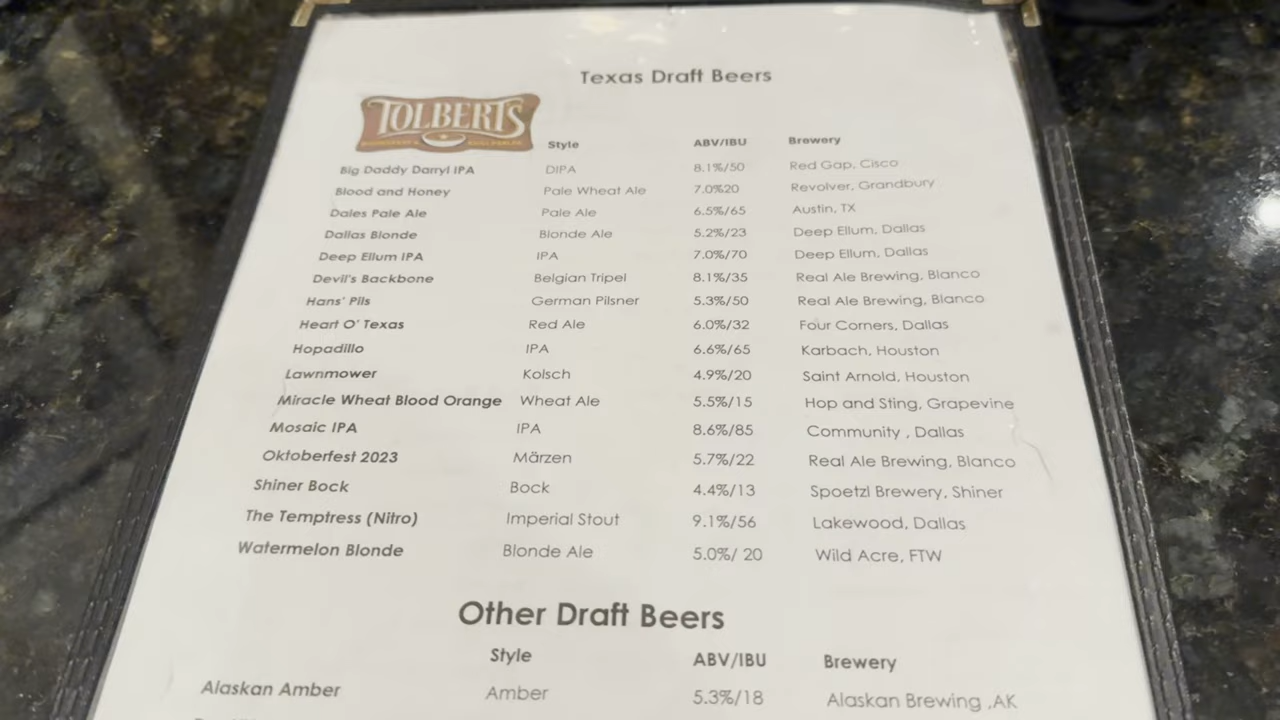 Texas Draft Beers
TOLBERTS
Style ABV/IBU Brewery
Big Daddy Darryl IPA DIPA 8.1%/50 Red Gap, Cisco
Blood and Honey Pale Wheat Ale 7.0%20 Revolver, Grandbury
Dales Pale Ale Pale Ale 6.5%/65 Austin, TX
Dallas Blonde Blonde Ale 5.2%/23 Deep Ellum, Dallas
Deep Ellum IPA IPA 7.0%/70 Deep Ellum, Dallas
Devil's Backbone Belgian Tripel 8.1%/35 Real Ale Brewing, Blanco
Hans' Pils German Pilsner 5.3%/50 Real Ale Brewing, Blanco
Heart O' Texas Red Ale 6.0%/32 Four Corners, Dallas
Hopadillo IPA 6.6%/65 Karbach, Houston
Lawnmower Kolsch 4.9%/20 Saint Arnold, Houston
Miracle Wheat Blood Orange Wheat Ale 5.5%/15 Hop and Sting, Grapevine
Mosaic IPA IPA 8.6%/85 Community , Dallas
Oktoberfest 2023 Märzen 5.7%/22 Real Ale Brewing, Blanco
Shiner Bock Bock 4.4%/13 Spoetzl Brewery, Shiner
The Temptress (Nitro) Imperial Stout 9.1%/56 Lakewood, Dallas
Watermelon Blonde Blonde Ale 5.0%/ 20 Wild Acre, FTW
Other Draft Beers
Style ABV/IBU Brewery
Alaskan Amber Amber 5.3%/18 Alaskan Brewing ,AK